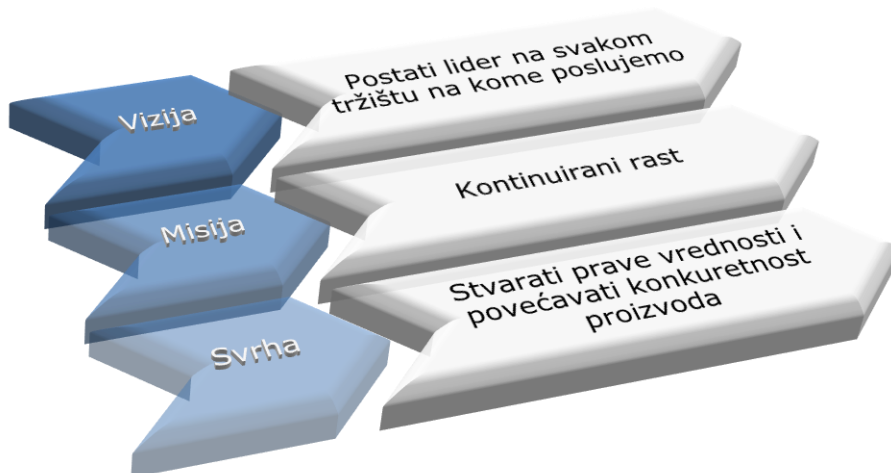 Vizija
Postati lider na svakom
tržištu na kome poslujemo
Misija
Kontinuirani rast
Svrha
Stvarati prave vrednosti i
povećavati konkuretnost
proizvoda